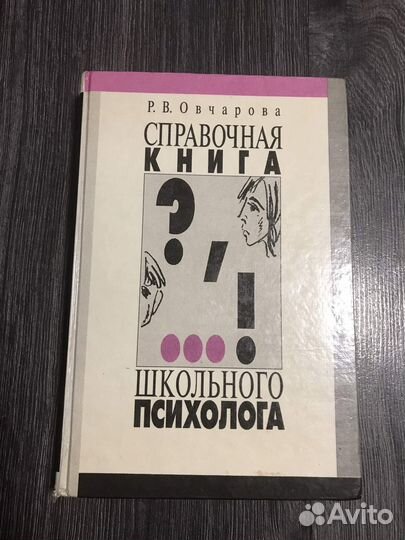 Р. В. Овчарова
СПРАВОЧНАЯ
КНИГА
?,!
...
ШКОЛЬНОГО
ПСИХОЛОГА
Avito